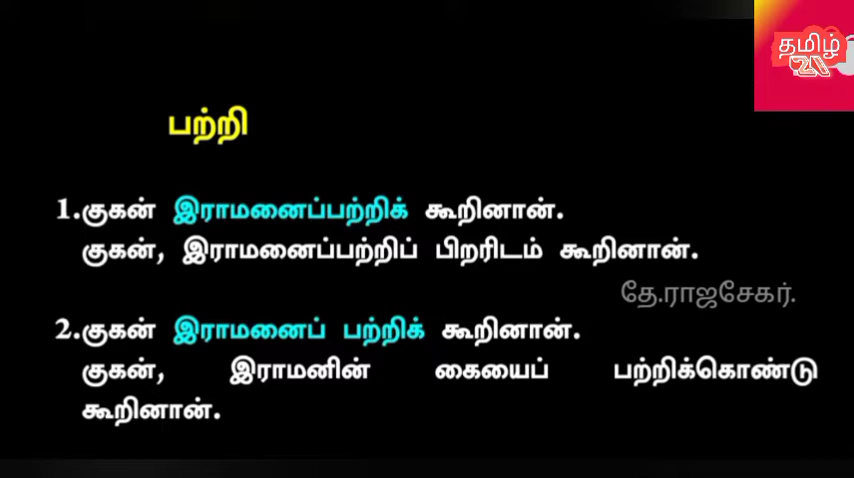 தமிழ்
21
பற்றி
1.குகன் இராமனைப்பற்றிக் கூறினான்.
குகன், இராமனைப்பற்றிப் பிறரிடம் கூறினான்.
தே.ராஜசேகர்.
2.குகன் இராமனைப் பற்றிக் கூறினான்.
குகன், இராமனின் கையைப் பற்றிக்கொண்டு
கூறினான்.